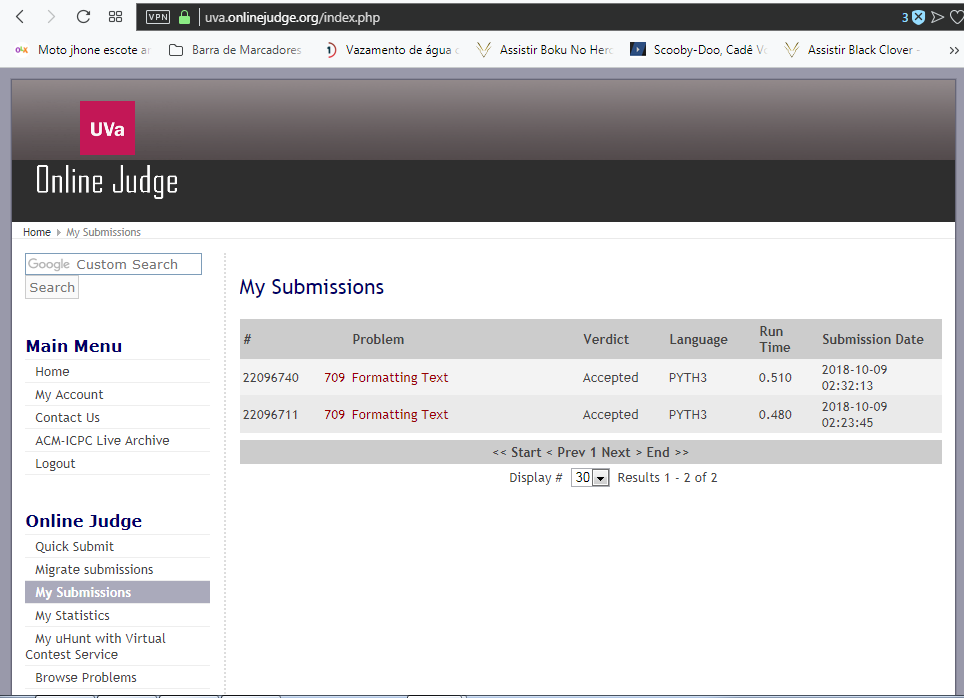 VPN uva.onlinejudge.org/index.php 3
olx Moto jhone escote Barra de Marcadores Vazamento de água Assistir Boku No Her Scooby-Doo, Cadê Assistir Black Clover - »
UVa
Online Judge
Home My Submissions
Google Custom Search
Search
My Submissions
# Problem Verdict Language Run Time Submission Date
22096740 709 Formatting Text Accepted PYTH3 0.510 2018-10-09 02:32:13
22096711 709 Formatting Text Accepted PYTH3 0.480 2018-10-09 02:23:45
<< Start < Prev 1 Next > End >>
Display # 30 Results 1 - 2 of 2
Main Menu
Home
My Account
Contact Us
ACM-ICPC Live Archive
Logout
Online Judge
Quick Submit
Migrate submissions
My Submissions
My Statistics
My uHunt with Virtual
Contest Service
Browse Problems